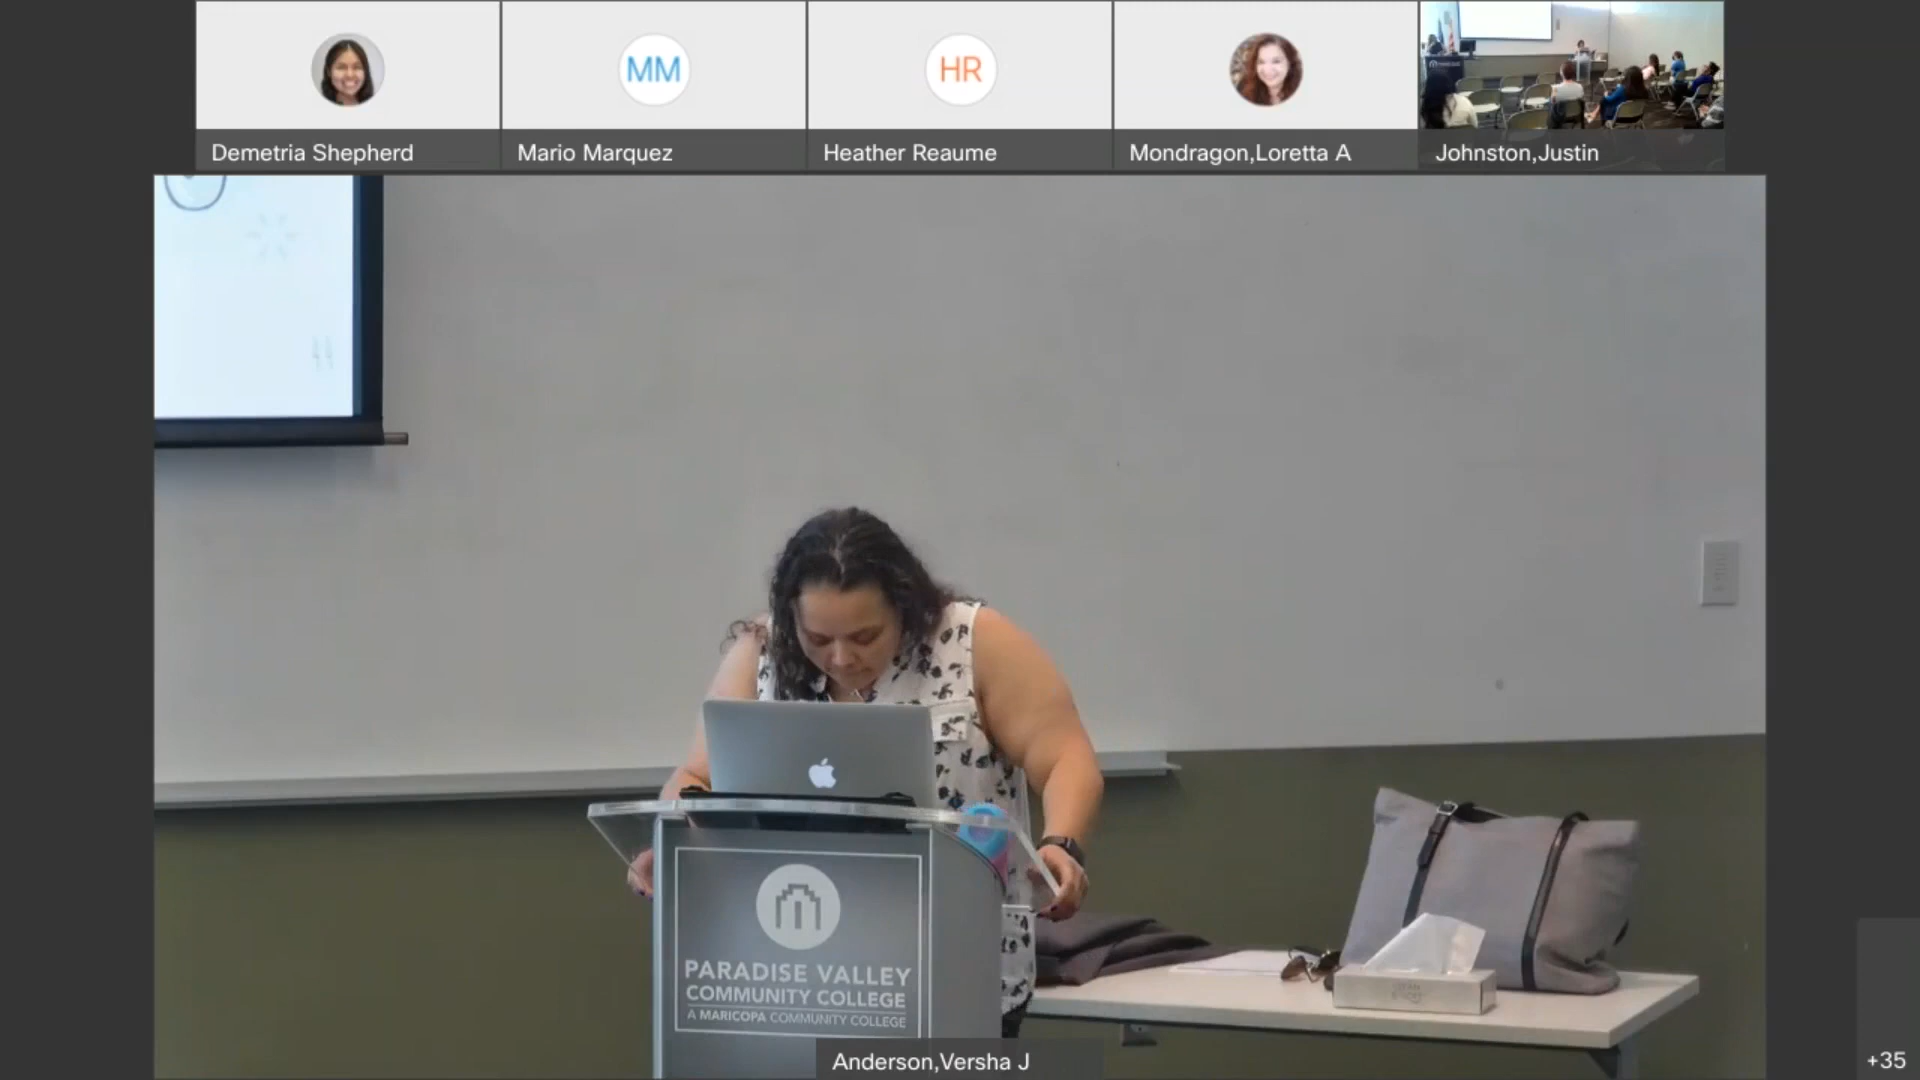 Demetria Shepherd
MM
Mario Marquez
HR
Heather Reaume
Mondragon,Loretta A
Johnston,Justin
PARADISE VALLEY
COMMUNITY COLLEGE
A MARICOPA COMMUNITY COLLEGE
Anderson,Versha J
+35